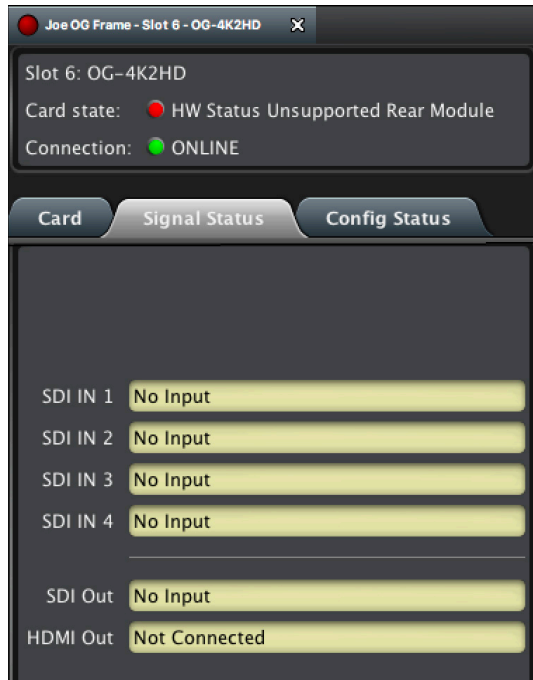 Joe OG Frame - Slot 6 - OG-4K2HD X
Slot 6: OG-4K2HD
Card state: HW Status Unsupported Rear Module
Connection: ONLINE
Card Signal Status Config Status
SDI IN 1 No Input
SDI IN 2 No Input
SDI IN 3 No Input
SDI IN 4 No Input
SDI Out No Input
HDMI Out Not Connected